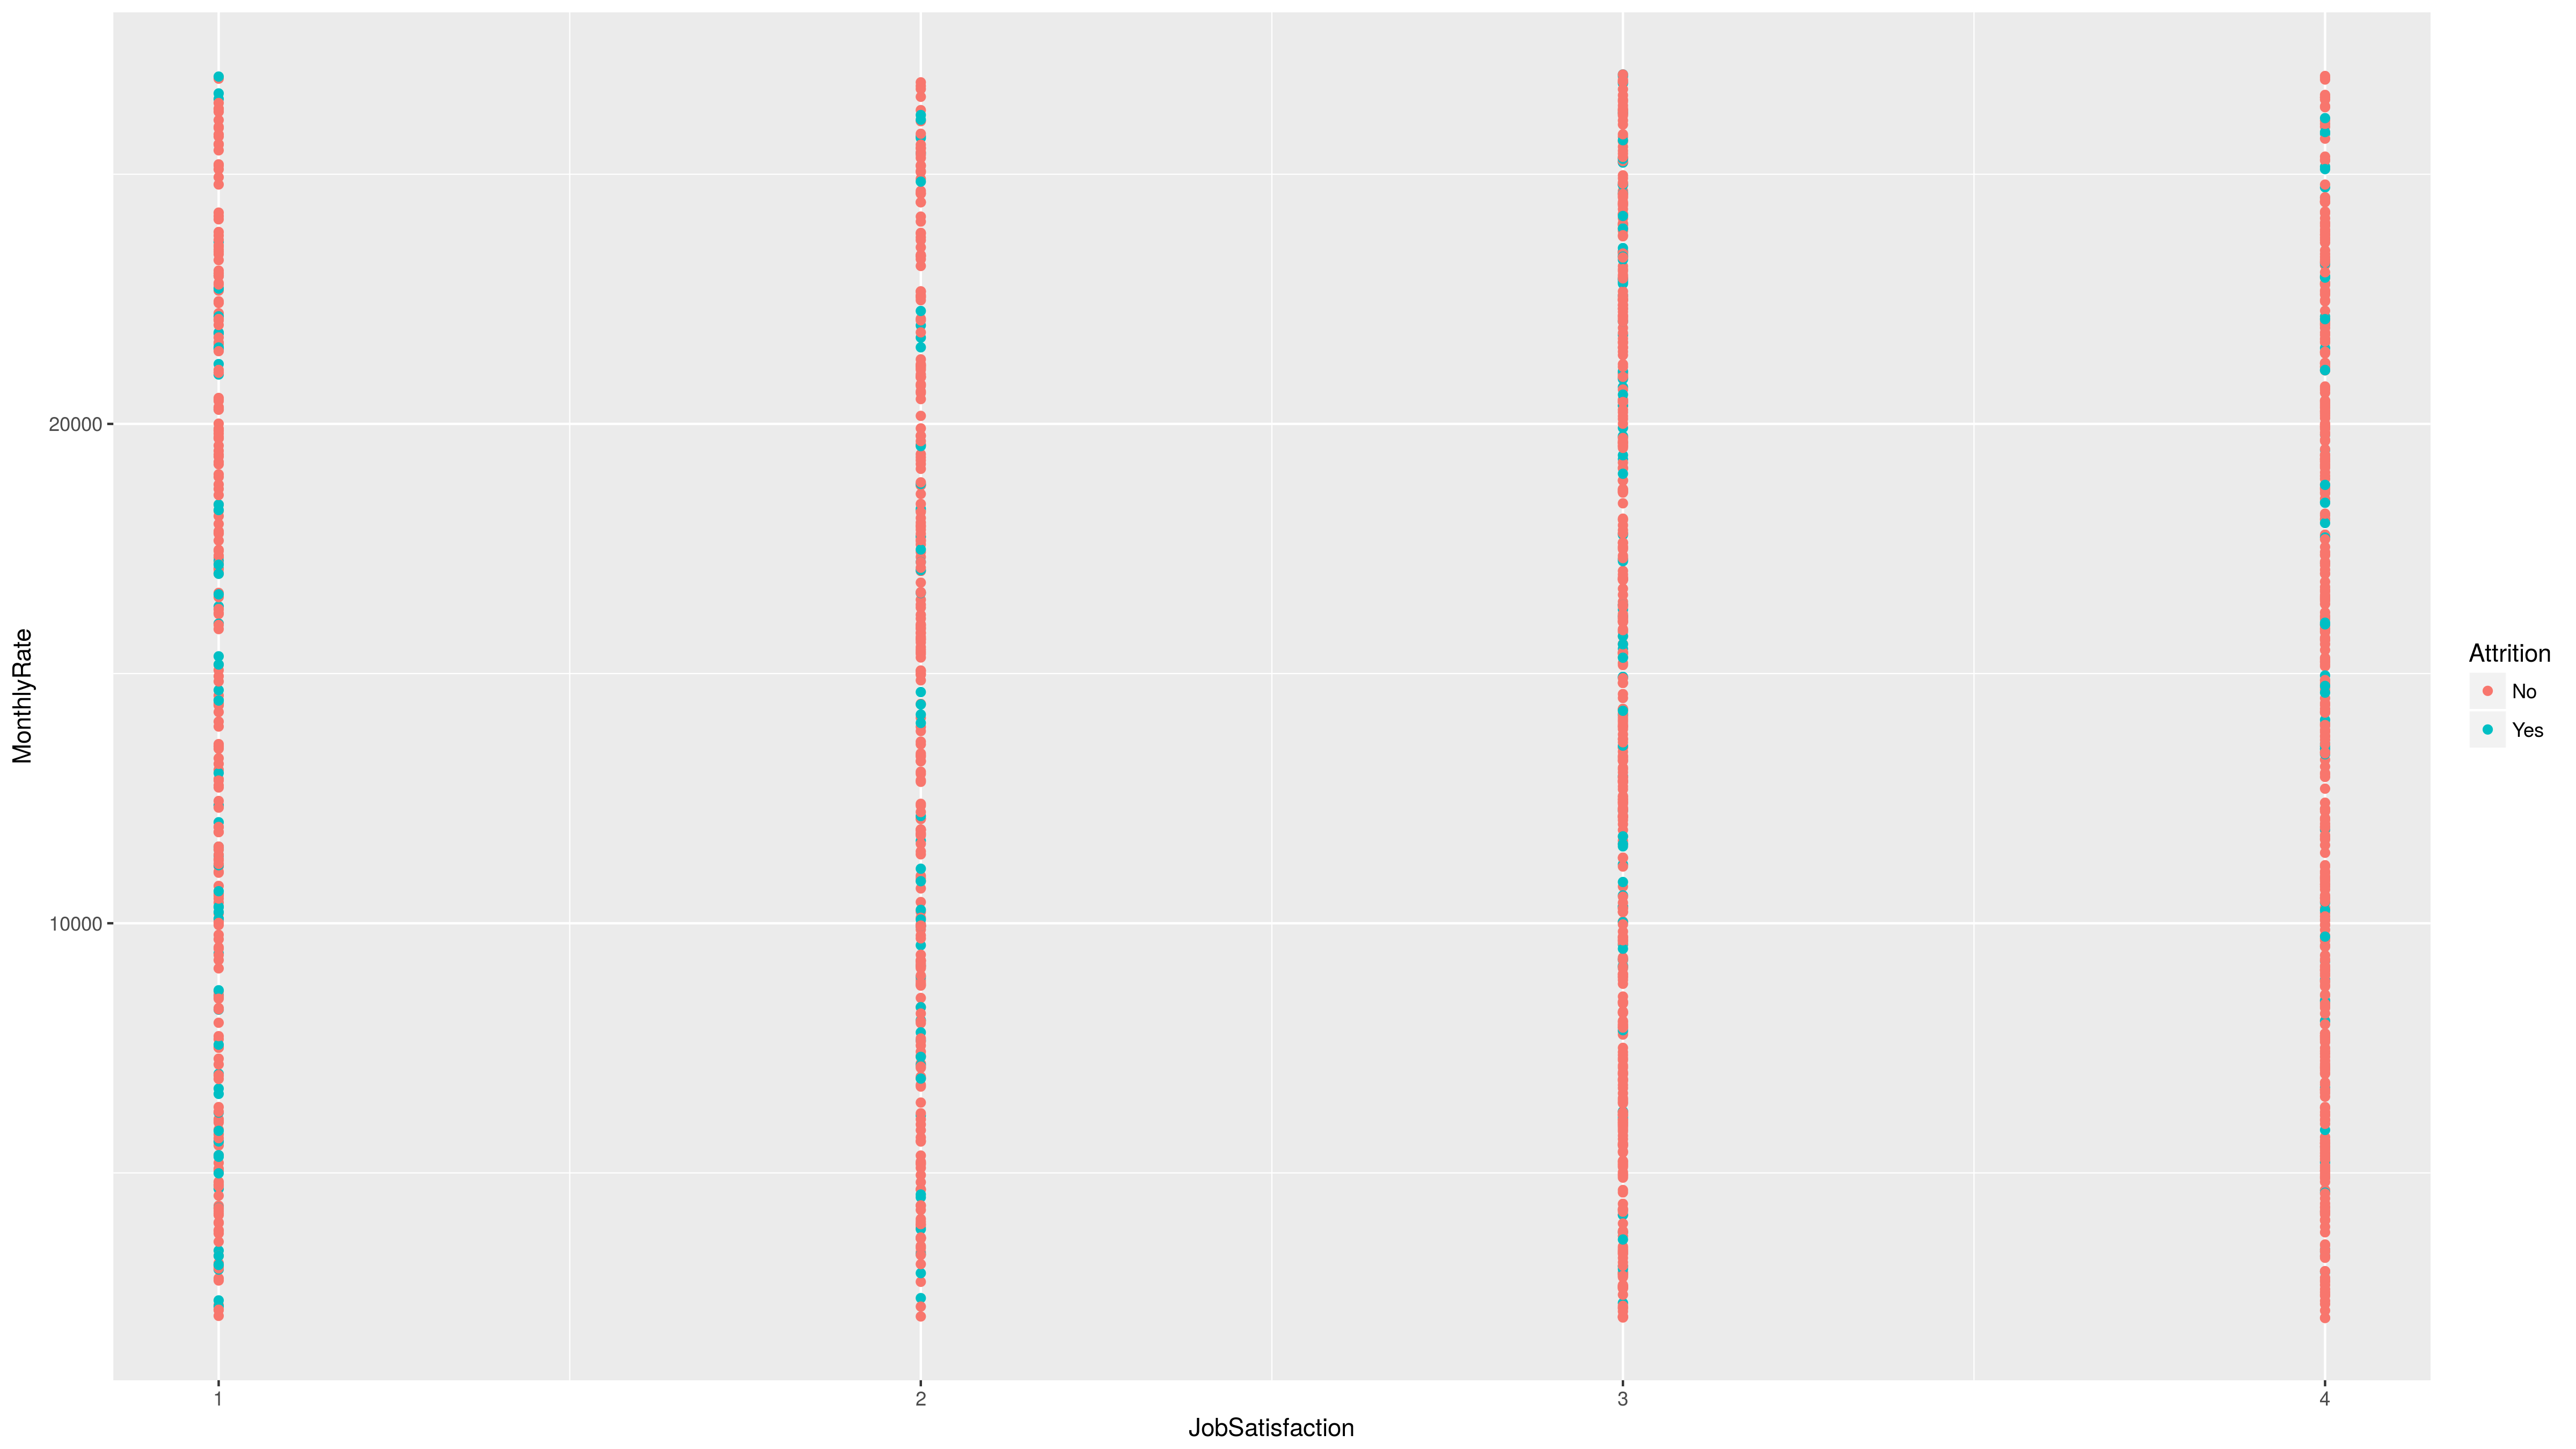 MonthlyRate
20000
10000
1
2
3
4
JobSatisfaction
Attrition
No
Yes